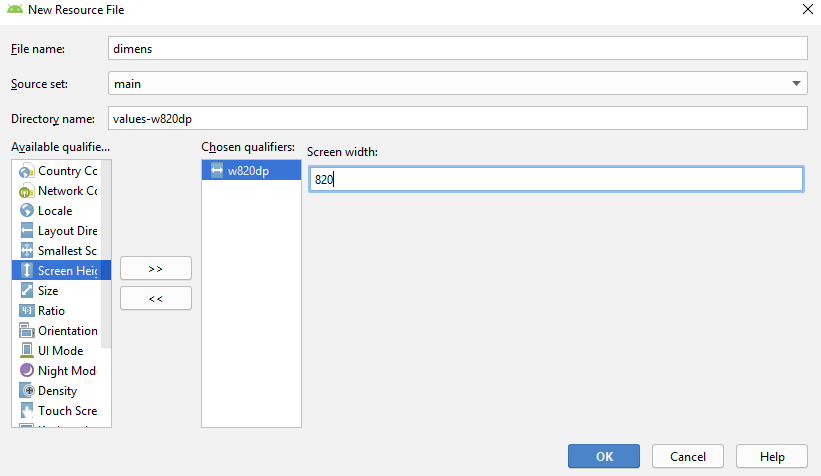 New Resource File
File name:
dimens
Source set:
main
Directory name:
values-w820dp
Available qualifie...
Chosen qualifiers:
Screen width:
Country Co
Network Co
Locale
Layout Dire
Smallest Sc
Screen Heig
Size
Ratio
4:3
Orientation
UI Mode
Night Mod
Density
Touch Scre
w820dp
820
>>
<<
OK
Cancel
Help